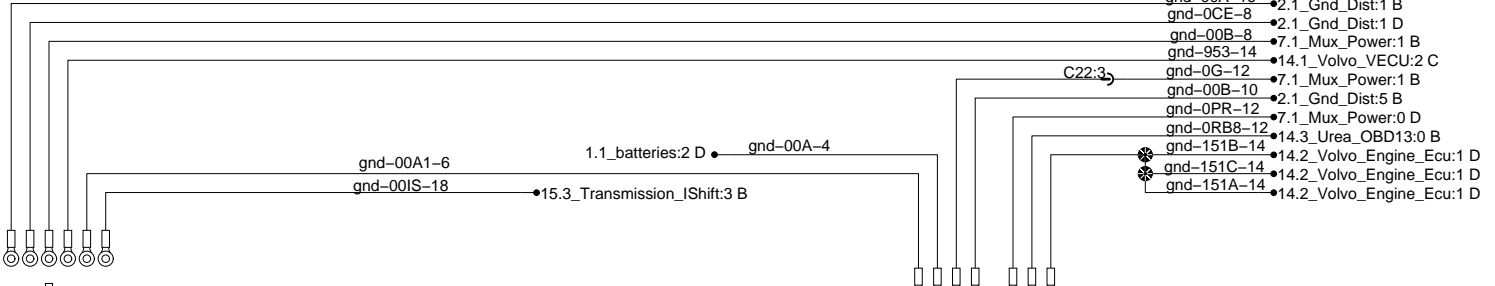 2.1_Gnd_Dist:1 B
gnd-0CE-8 2.1_Gnd_Dist:1 D
gnd-00B-8 7.1_Mux_Power:1 B
gnd-953-14 14.1_Volvo_VECU:2 C
C22:3 gnd-0G-12 7.1_Mux_Power:1 B
gnd-00B-10 2.1_Gnd_Dist:5 B
gnd-0PR-12 7.1_Mux_Power:0 D
gnd-0RB8-12 14.3_Urea_OBD13:0 B
1.1_batteries:2 D gnd-00A-4 gnd-151B-14 14.2_Volvo_Engine_Ecu:1 D
gnd-00A1-6 gnd-151C-14 14.2_Volvo_Engine_Ecu:1 D
gnd-00IS-18 15.3_Transmission_IShift:3 B gnd-151A-14 14.2_Volvo_Engine_Ecu:1 D